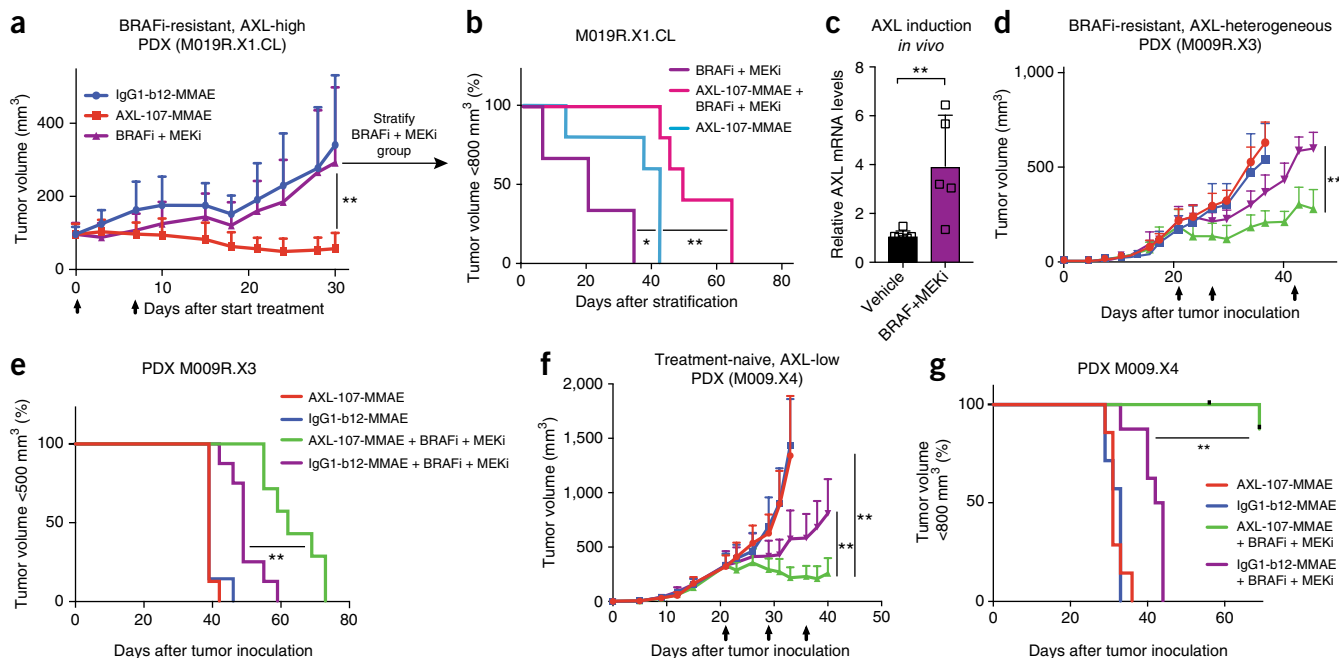 a
BRAFi-resistant, AXL-high
PDX (M019R.X1.CL)
Tumor volume (mm³)
400
200
0
IgG1-b12-MMAE
AXL-107-MMAE
BRAFi + MEKi
**
0
10
20
30
Days after start treatment
Stratify
BRAFi + MEKi
group
b
M019R.X1.CL
Tumor volume <800 mm³ (%)
100
50
0
BRAFi + MEKi
AXL-107-MMAE +
BRAFi + MEKi
AXL-107-MMAE
*
**
0
20
40
60
80
Days after stratification
c
AXL induction
in vivo
Relative AXL mRNA levels
8
6
4
2
0
**
Vehicle
BRAF+MEKi
d
BRAFi-resistant, AXL-heterogeneous
PDX (M009R.X3)
Tumor volume (mm³)
1,000
500
0
**
0
20
40
Days after tumor inoculation
e
PDX M009R.X3
Tumor volume <500 mm³ (%)
100
50
0
AXL-107-MMAE
IgG1-b12-MMAE
AXL-107-MMAE + BRAFi + MEKi
IgG1-b12-MMAE + BRAFi + MEKi
**
0
20
40
60
80
Days after tumor inoculation
f
Treatment-naive, AXL-low
PDX (M009.X4)
Tumor volume (mm³)
2,000
1,500
1,000
500
0
**
**
0
10
20
30
40
50
Days after tumor inoculation
g
PDX M009.X4
Tumor volume
<800 mm³ (%)
100
50
0
**
AXL-107-MMAE
IgG1-b12-MMAE
AXL-107-MMAE
+ BRAFi + MEKi
IgG1-b12-MMAE
+ BRAFi + MEKi
0
20
40
60
Days after tumor inoculation